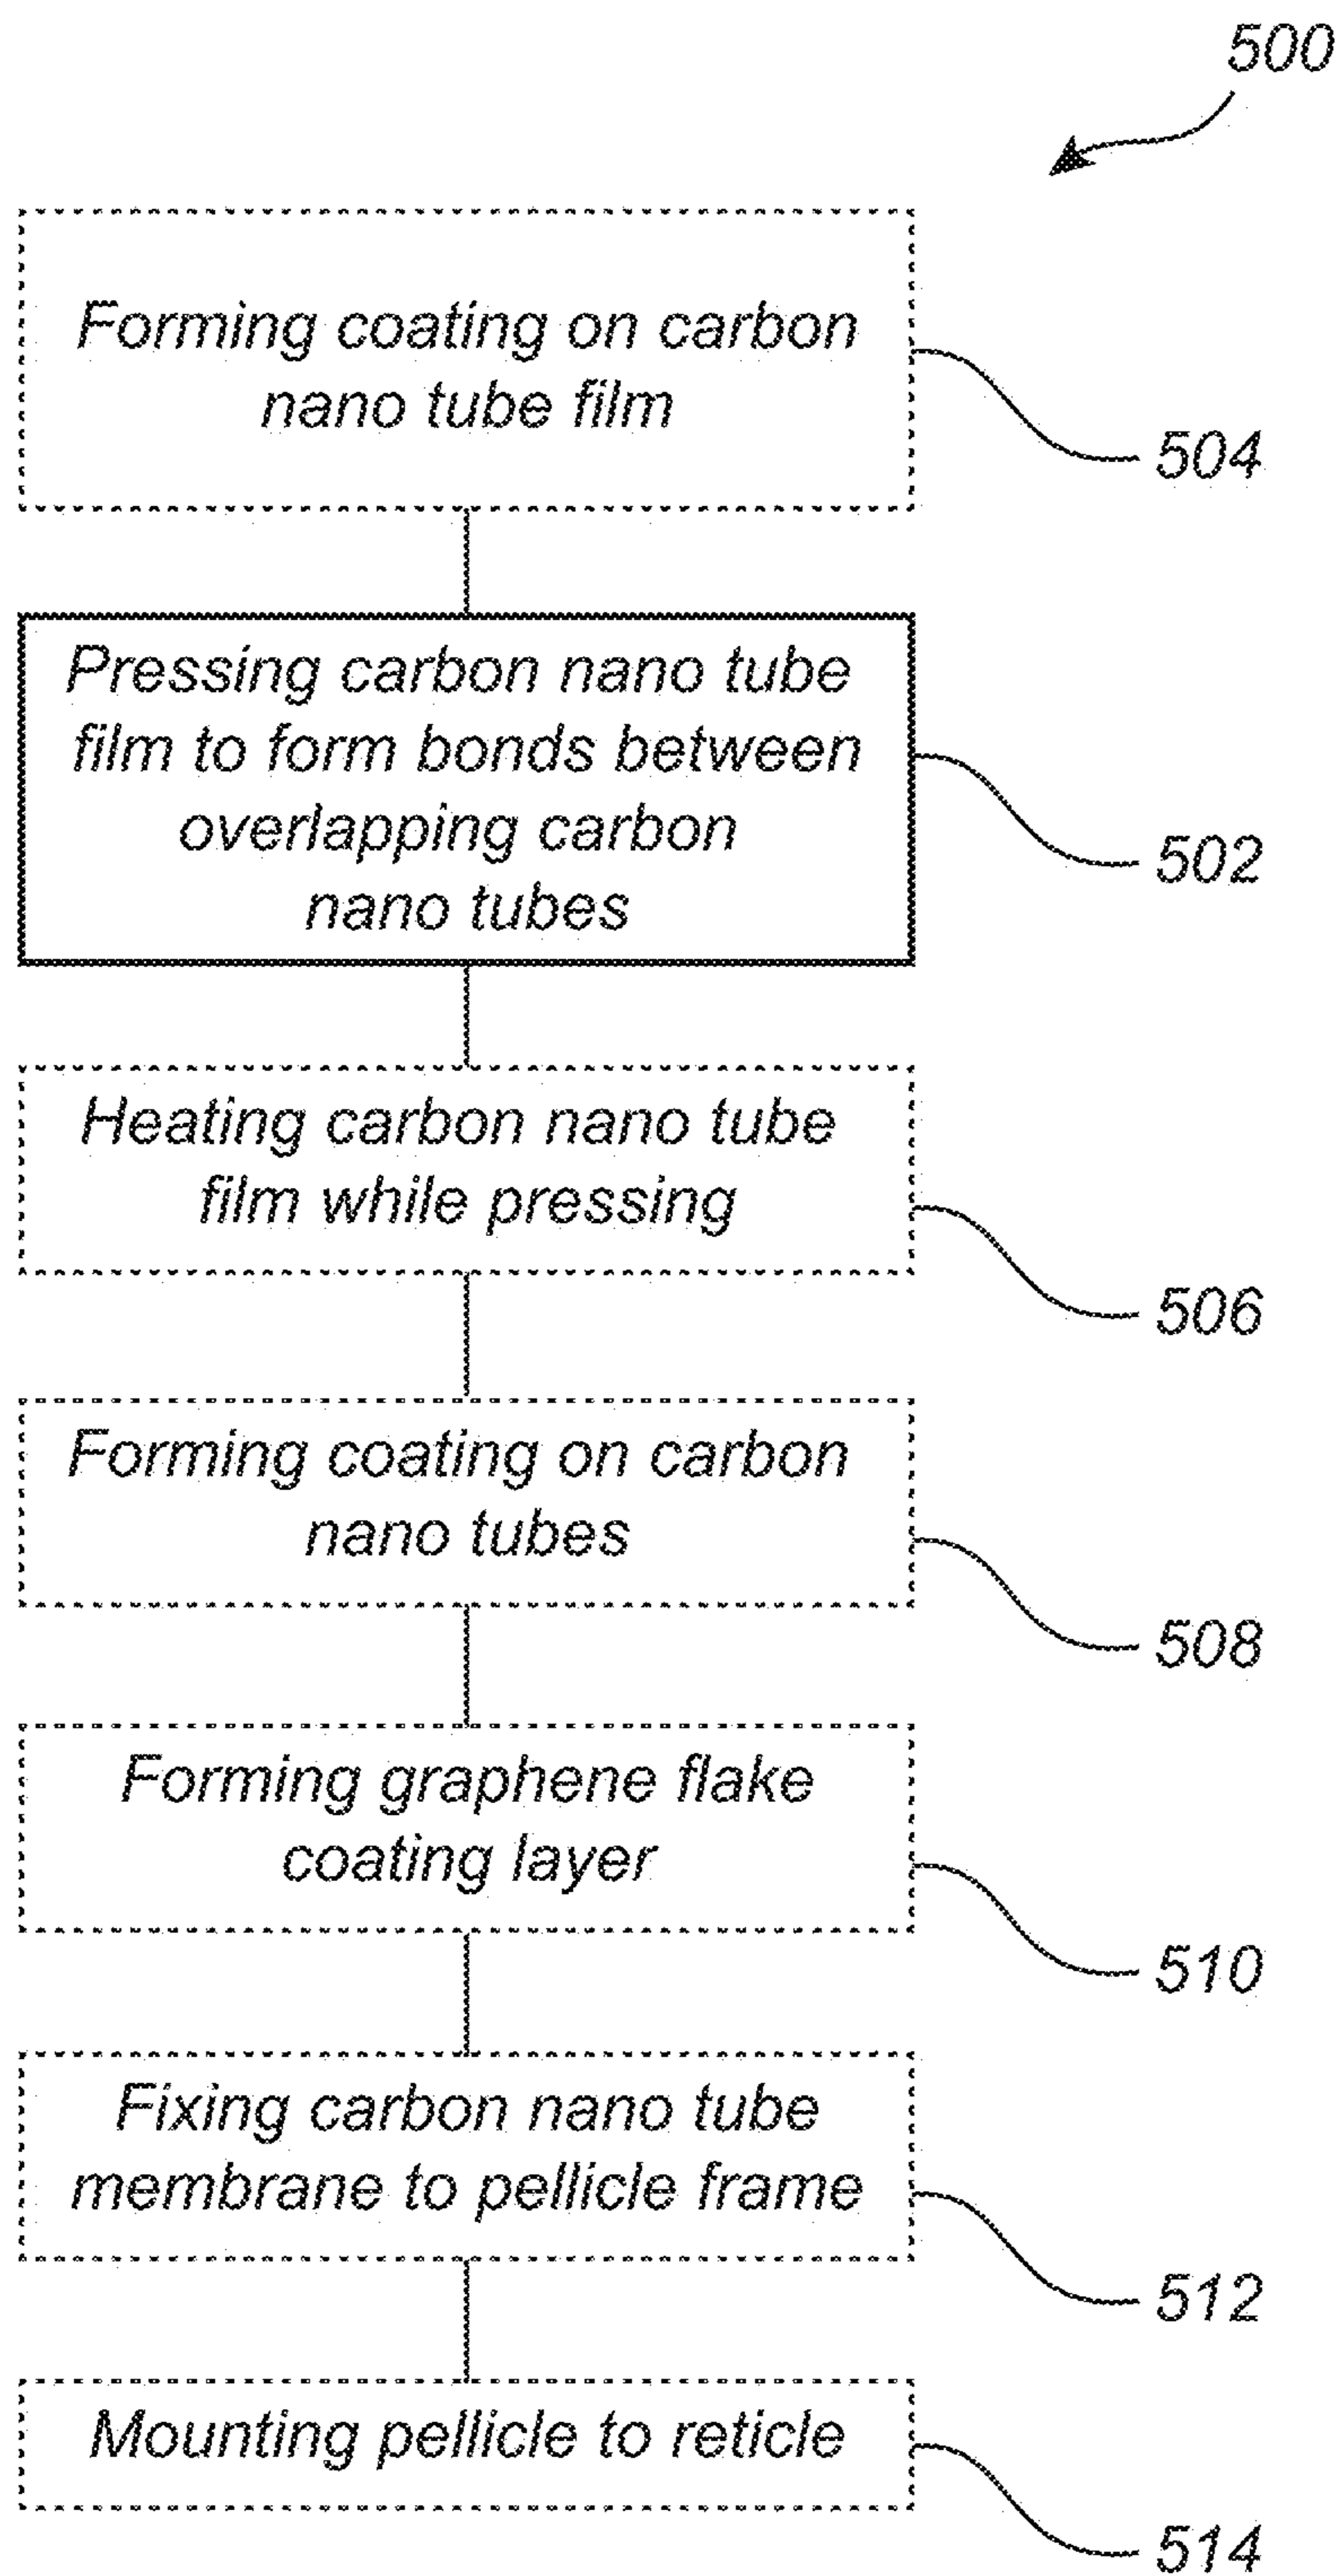 500
Forming coating on carbon
nano tube film
504
Pressing carbon nano tube
film to form bonds between
overlapping carbon
nano tubes
502
Heating carbon nano tube
film while pressing
506
Forming coating on carbon
nano tubes
508
Forming graphene flake
coating layer
510
Fixing carbon nano tube
membrane to pellicle frame
512
Mounting pellicle to reticle
514